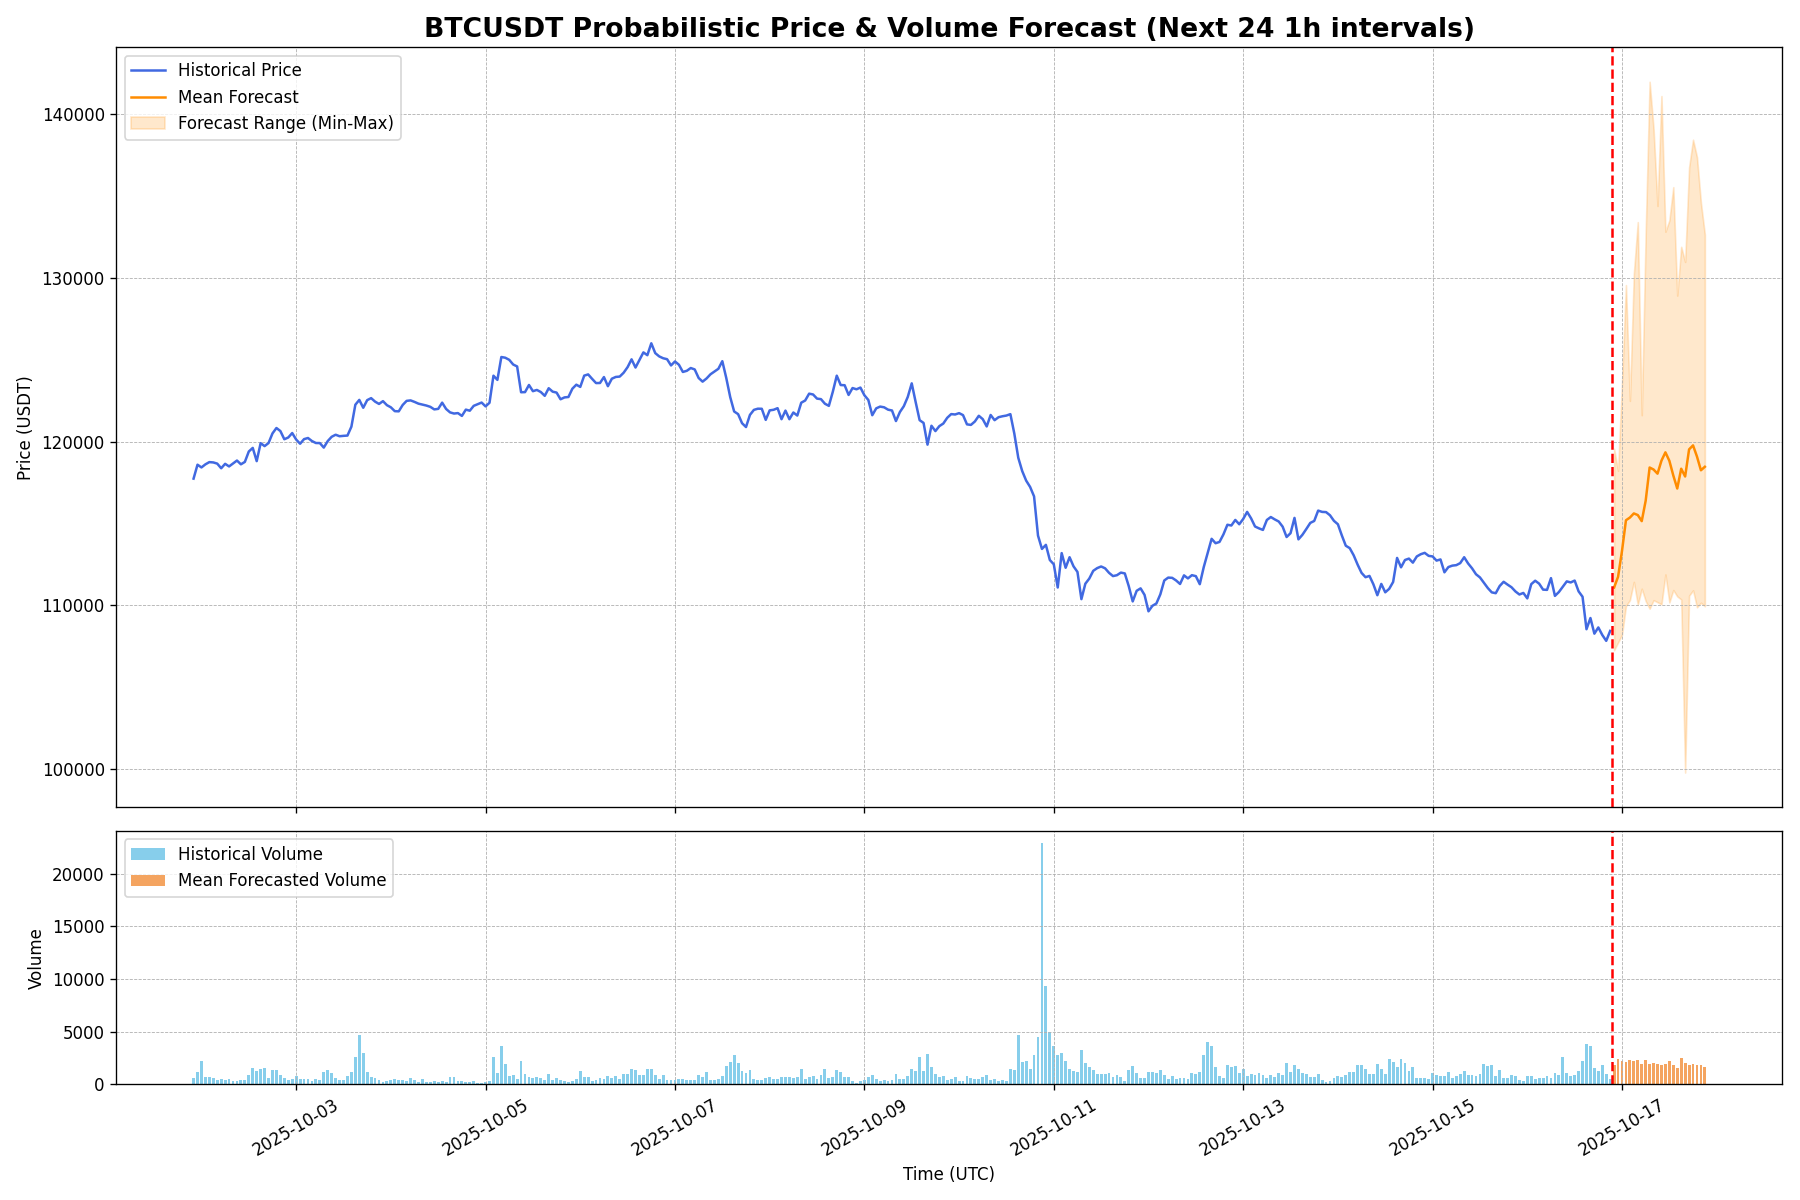 BTCUSDT Probabilistic Price & Volume Forecast (Next 24 1h intervals)
Historical Price
Mean Forecast
Forecast Range (Min-Max)
140000
130000
120000
110000
100000
Price (USDT)
Historical Volume
Mean Forecasted Volume
20000
15000
10000
5000
0
Volume
2025-10-03
2025-10-05
2025-10-07
2025-10-09
2025-10-11
2025-10-13
2025-10-15
2025-10-17
Time (UTC)